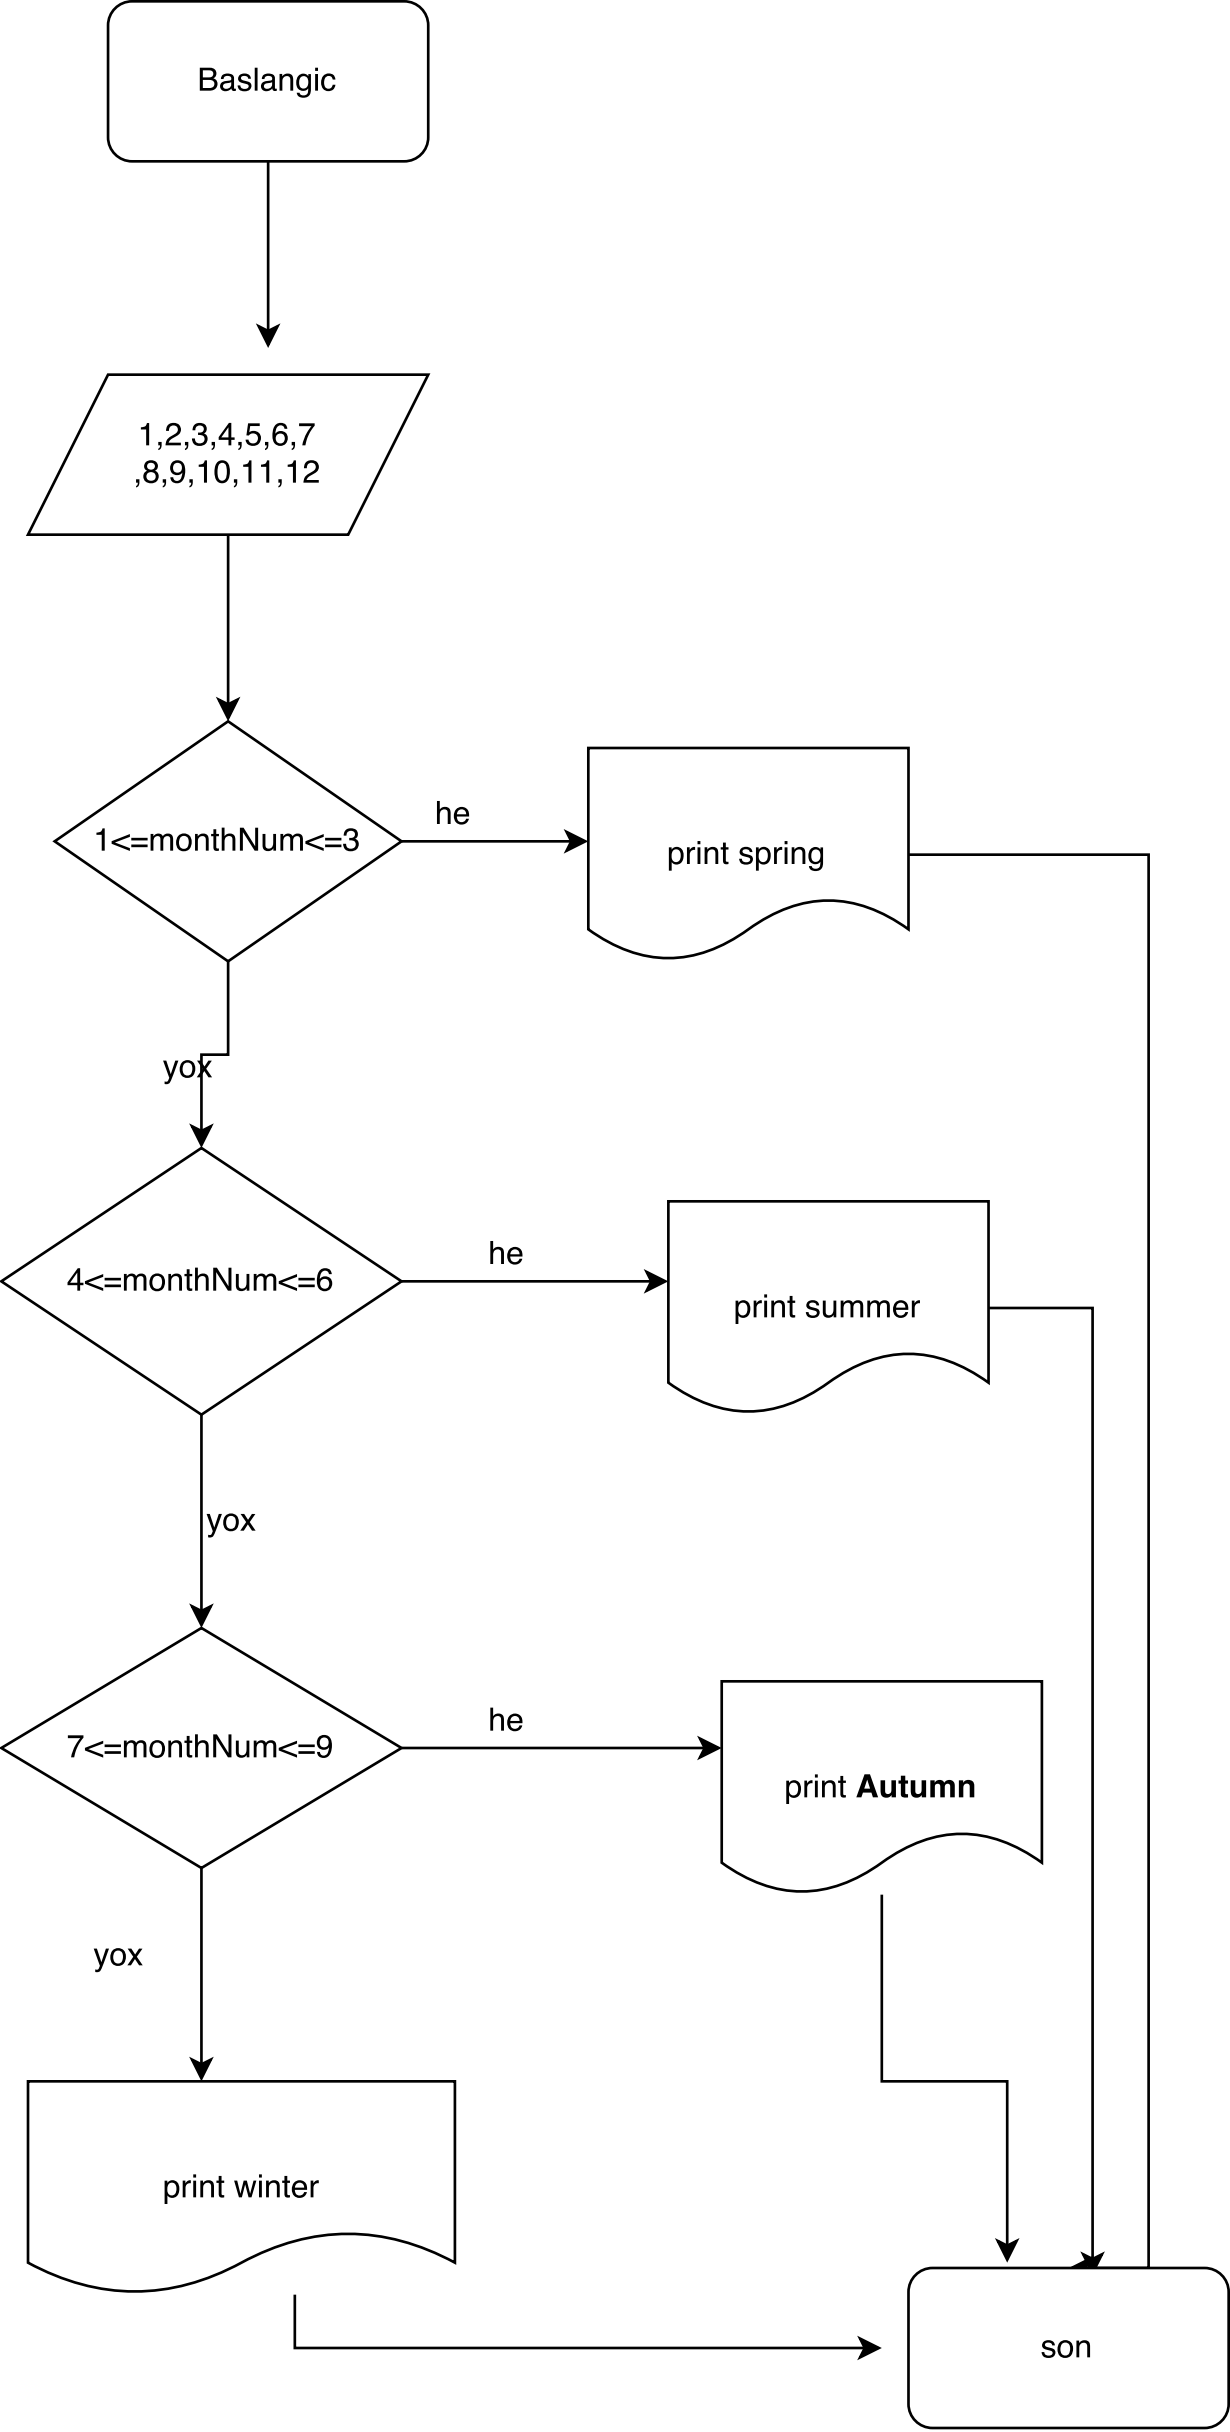 Baslangic
1,2,3,4,5,6,7
,8,9,10,11,12
1<=monthNum<=3
he
print spring
yox
4<=monthNum<=6
he
print summer
yox
7<=monthNum<=9
he
print Autumn
yox
print winter
son